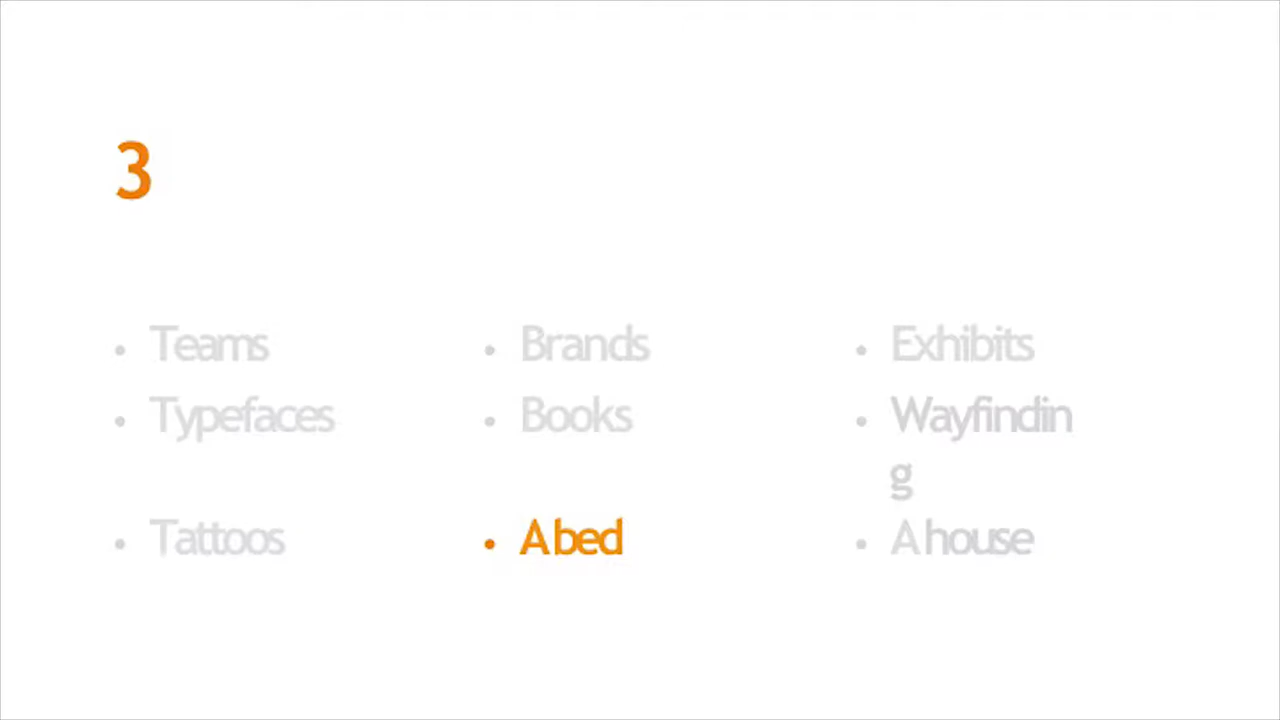 3
• Teams
• Brands
• Exhibits
• Typefaces
• Books
• Wayfindin
g
• Tattoos
• A bed
• A house